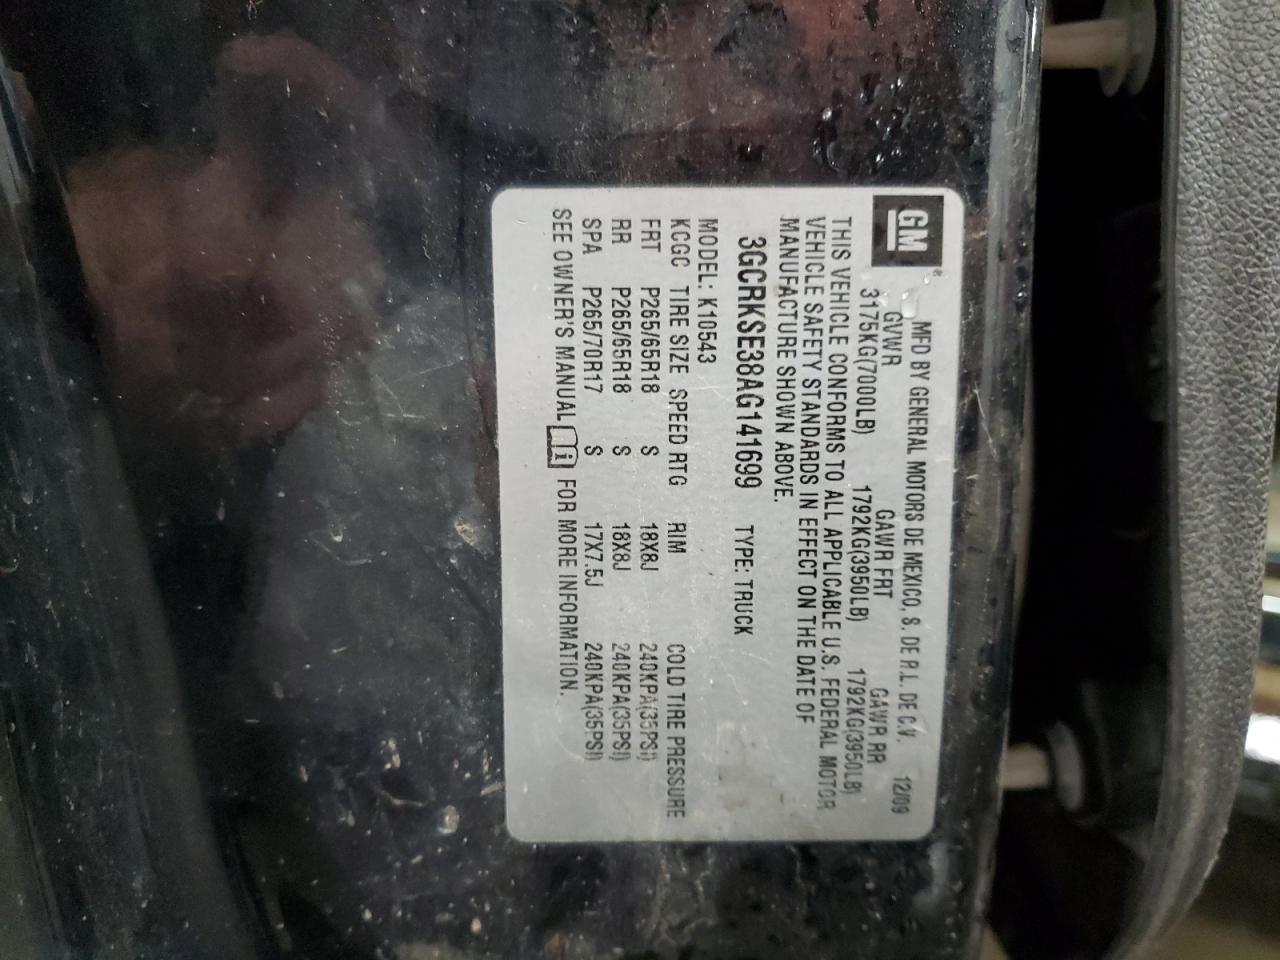 GM®
MFD BY GENERAL MOTORS DE MEXICO, S. DE R.L. DE C.V. 12/09
GVWR GAWR FRT GAWR RR
3175KG(7000LB) 1792KG(3950LB) 1792KG(3950LB)
THIS VEHICLE CONFORMS TO ALL APPLICABLE U.S. FEDERAL MOTOR
VEHICLE SAFETY STANDARDS IN EFFECT ON THE DATE OF
MANUFACTURE SHOWN ABOVE.
3GCRKSE38AG141699 TYPE: TRUCK
MODEL: K10543
KCGC TIRE SIZE SPEED RTG RIM COLD TIRE PRESSURE
FRT P265/65R18 S 18X8J 240KPA(35PSI)
RR P265/65R18 S 18X8J 240KPA(35PSI)
SPA P265/70R17 S 17X7.5J 240KPA(35PSI)
SEE OWNER'S MANUAL i FOR MORE INFORMATION.